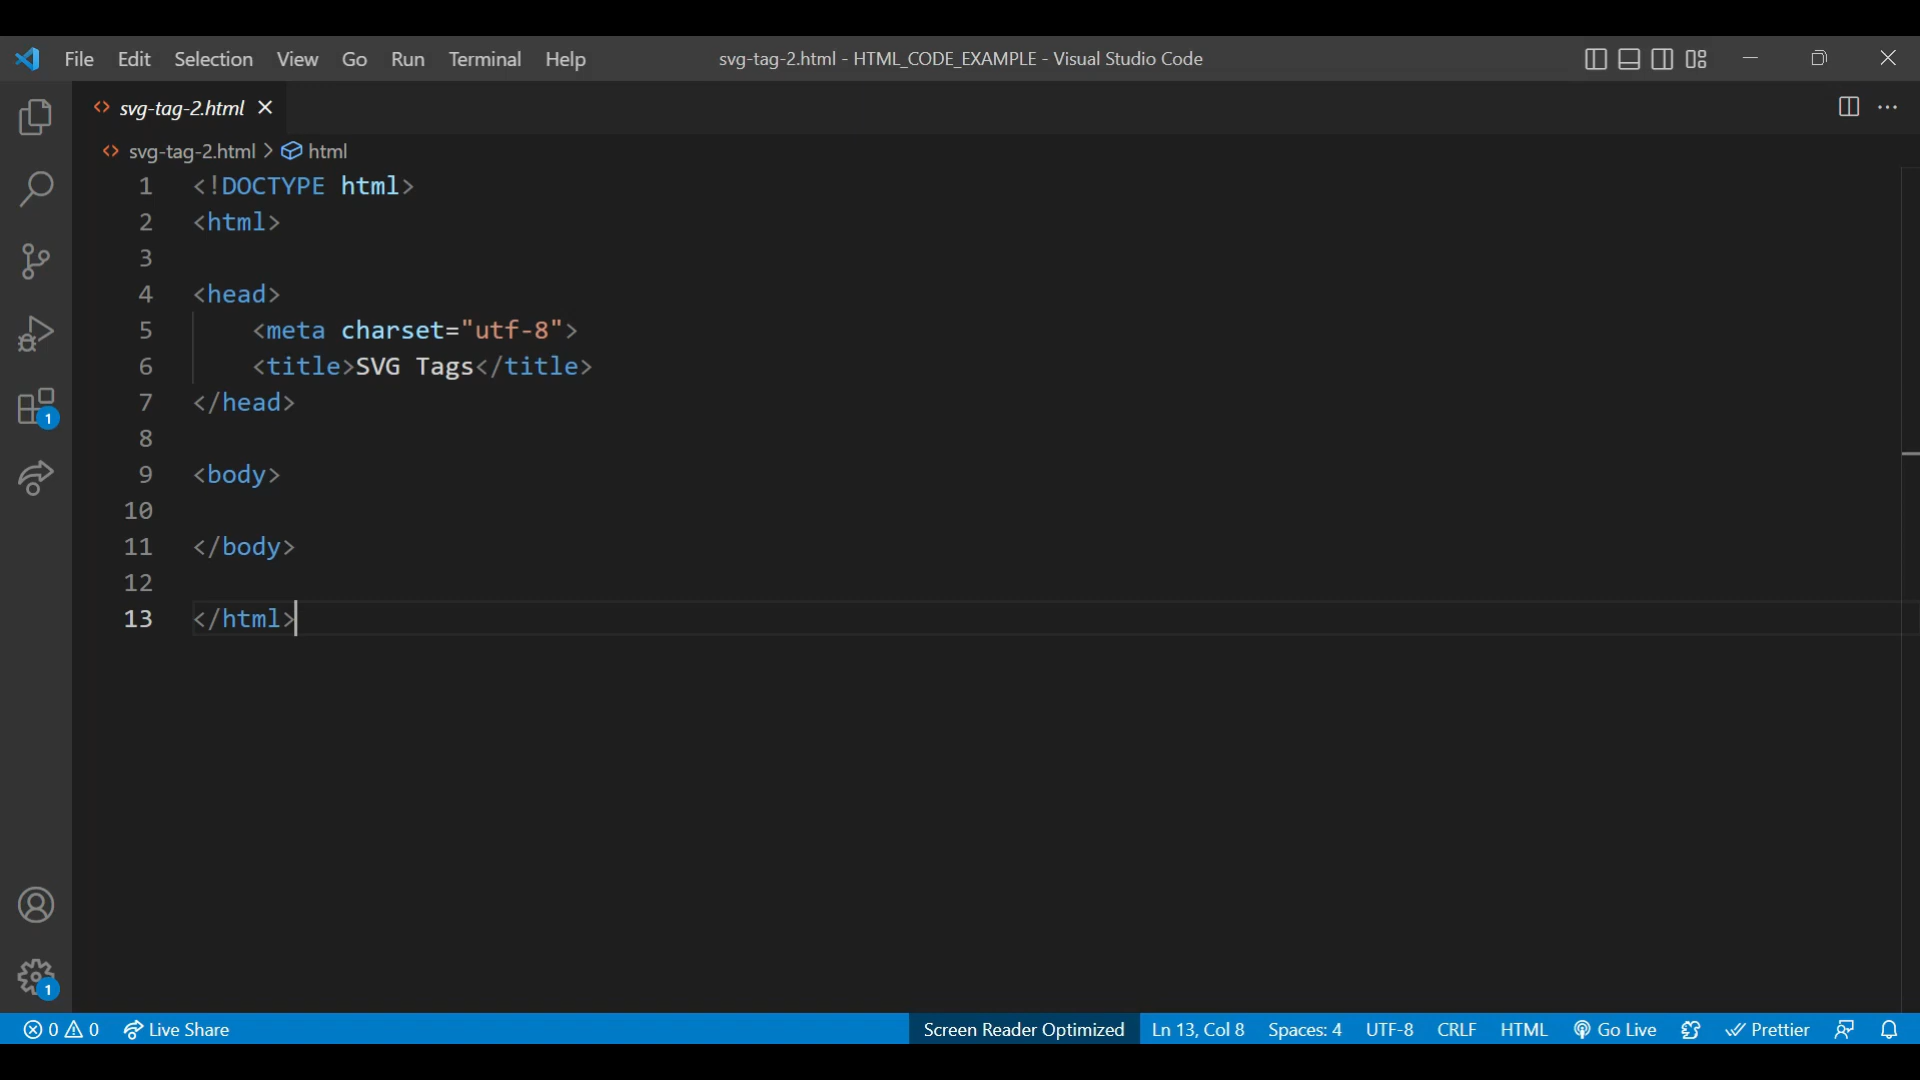 File Edit Selection View Go Run Terminal Help svg-tag-2.html - HTML_CODE_EXAMPLE - Visual Studio Code
svg-tag-2.html
svg-tag-2.html > html
1 <!DOCTYPE html>
2 <html>
3
4 <head>
5 <meta charset="utf-8">
6 <title>SVG Tags</title>
7 </head>
8
9 <body>
10
11 </body>
12
13 </html>
1
1
0 0 Live Share Screen Reader Optimized Ln 13, Col 8 Spaces: 4 UTF-8 CRLF HTML Go Live Prettier